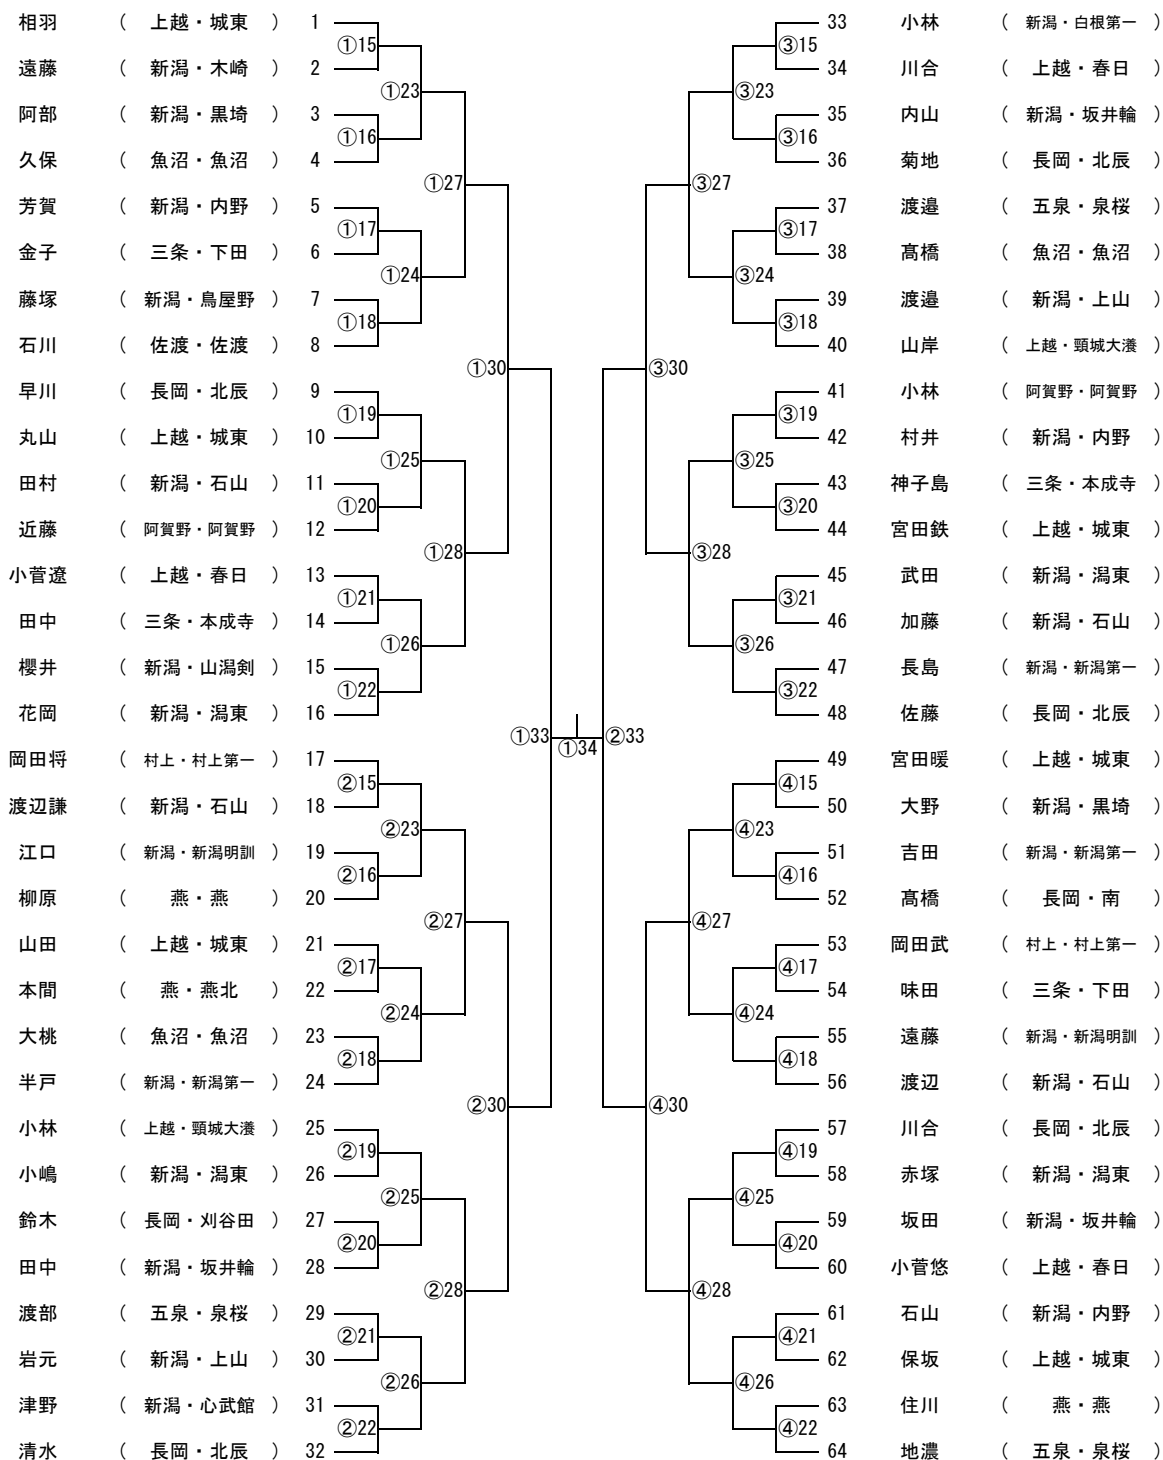 相羽 （ 上越・城東 ） 1
遠藤 （ 新潟・木崎 ） 2
阿部 （ 新潟・黒埼 ） 3
久保 （ 魚沼・魚沼 ） 4
芳賀 （ 新潟・内野 ） 5
金子 （ 三条・下田 ） 6
藤塚 （ 新潟・鳥屋野 ） 7
石川 （ 佐渡・佐渡 ） 8
早川 （ 長岡・北辰 ） 9
丸山 （ 上越・城東 ） 10
田村 （ 新潟・石山 ） 11
近藤 （ 阿賀野・阿賀野 ） 12
小菅遼 （ 上越・春日 ） 13
田中 （ 三条・本成寺 ） 14
櫻井 （ 新潟・山潟剣 ） 15
花岡 （ 新潟・潟東 ） 16
岡田将 （ 村上・村上第一 ） 17
渡辺謙 （ 新潟・石山 ） 18
江口 （ 新潟・新潟明訓 ） 19
柳原 （ 燕・燕 ） 20
山田 （ 上越・城東 ） 21
本間 （ 燕・燕北 ） 22
大桃 （ 魚沼・魚沼 ） 23
半戸 （ 新潟・新潟第一 ） 24
小林 （ 上越・頸城大瀁 ） 25
小嶋 （ 新潟・潟東 ） 26
鈴木 （ 長岡・刈谷田 ） 27
田中 （ 新潟・坂井輪 ） 28
渡部 （ 五泉・泉桜 ） 29
岩元 （ 新潟・上山 ） 30
津野 （ 新潟・心武館 ） 31
清水 （ 長岡・北辰 ） 32
①15
①16
①17
①18
①19
①20
①21
①22
②15
②16
②17
②18
②19
②20
②21
②22
①23
①24
①25
①26
②23
②24
②25
②26
①27
①28
②27
②28
①30
②30
①33
①34
②33
③30
④30
③27
③28
④27
④28
③23
③24
③25
③26
④23
④24
④25
④26
③15
③16
③17
③18
③19
③20
③21
③22
④15
④16
④17
④18
④19
④20
④21
④22
33 小林 （ 新潟・白根第一 ）
34 川合 （ 上越・春日 ）
35 内山 （ 新潟・坂井輪 ）
36 菊地 （ 長岡・北辰 ）
37 渡邉 （ 五泉・泉桜 ）
38 髙橋 （ 魚沼・魚沼 ）
39 渡邉 （ 新潟・上山 ）
40 山岸 （ 上越・頸城大瀁 ）
41 小林 （ 阿賀野・阿賀野 ）
42 村井 （ 新潟・内野 ）
43 神子島 （ 三条・本成寺 ）
44 宮田鉄 （ 上越・城東 ）
45 武田 （ 新潟・潟東 ）
46 加藤 （ 新潟・石山 ）
47 長島 （ 新潟・新潟第一 ）
48 佐藤 （ 長岡・北辰 ）
49 宮田暖 （ 上越・城東 ）
50 大野 （ 新潟・黒埼 ）
51 吉田 （ 新潟・新潟第一 ）
52 髙橋 （ 長岡・南 ）
53 岡田武 （ 村上・村上第一 ）
54 味田 （ 三条・下田 ）
55 遠藤 （ 新潟・新潟明訓 ）
56 渡辺 （ 新潟・石山 ）
57 川合 （ 長岡・北辰 ）
58 赤塚 （ 新潟・潟東 ）
59 坂田 （ 新潟・坂井輪 ）
60 小菅悠 （ 上越・春日 ）
61 石山 （ 新潟・内野 ）
62 保坂 （ 上越・城東 ）
63 住川 （ 燕・燕 ）
64 地濃 （ 五泉・泉桜 ）